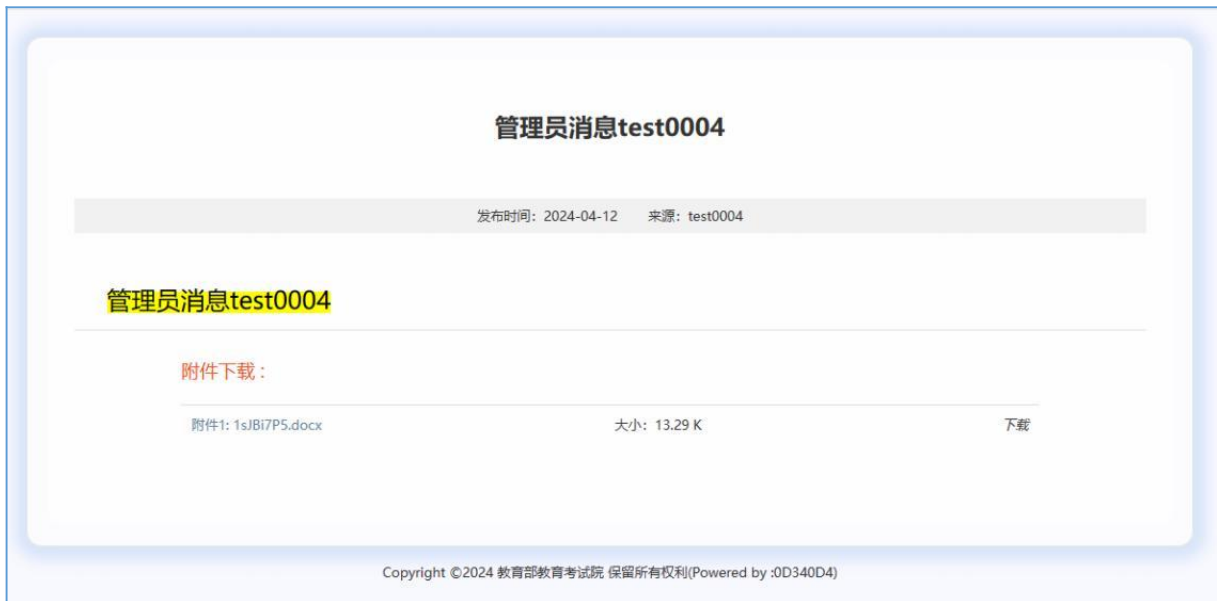 管理员消息test0004
发布时间：2024-04-12 来源：test0004
管理员消息test0004
附件下载：
附件1: 1sJBi7P5.docx 大小：13.29 K 下载
Copyright ©2024 教育部教育考试院 保留所有权利(Powered by :0D340D4)